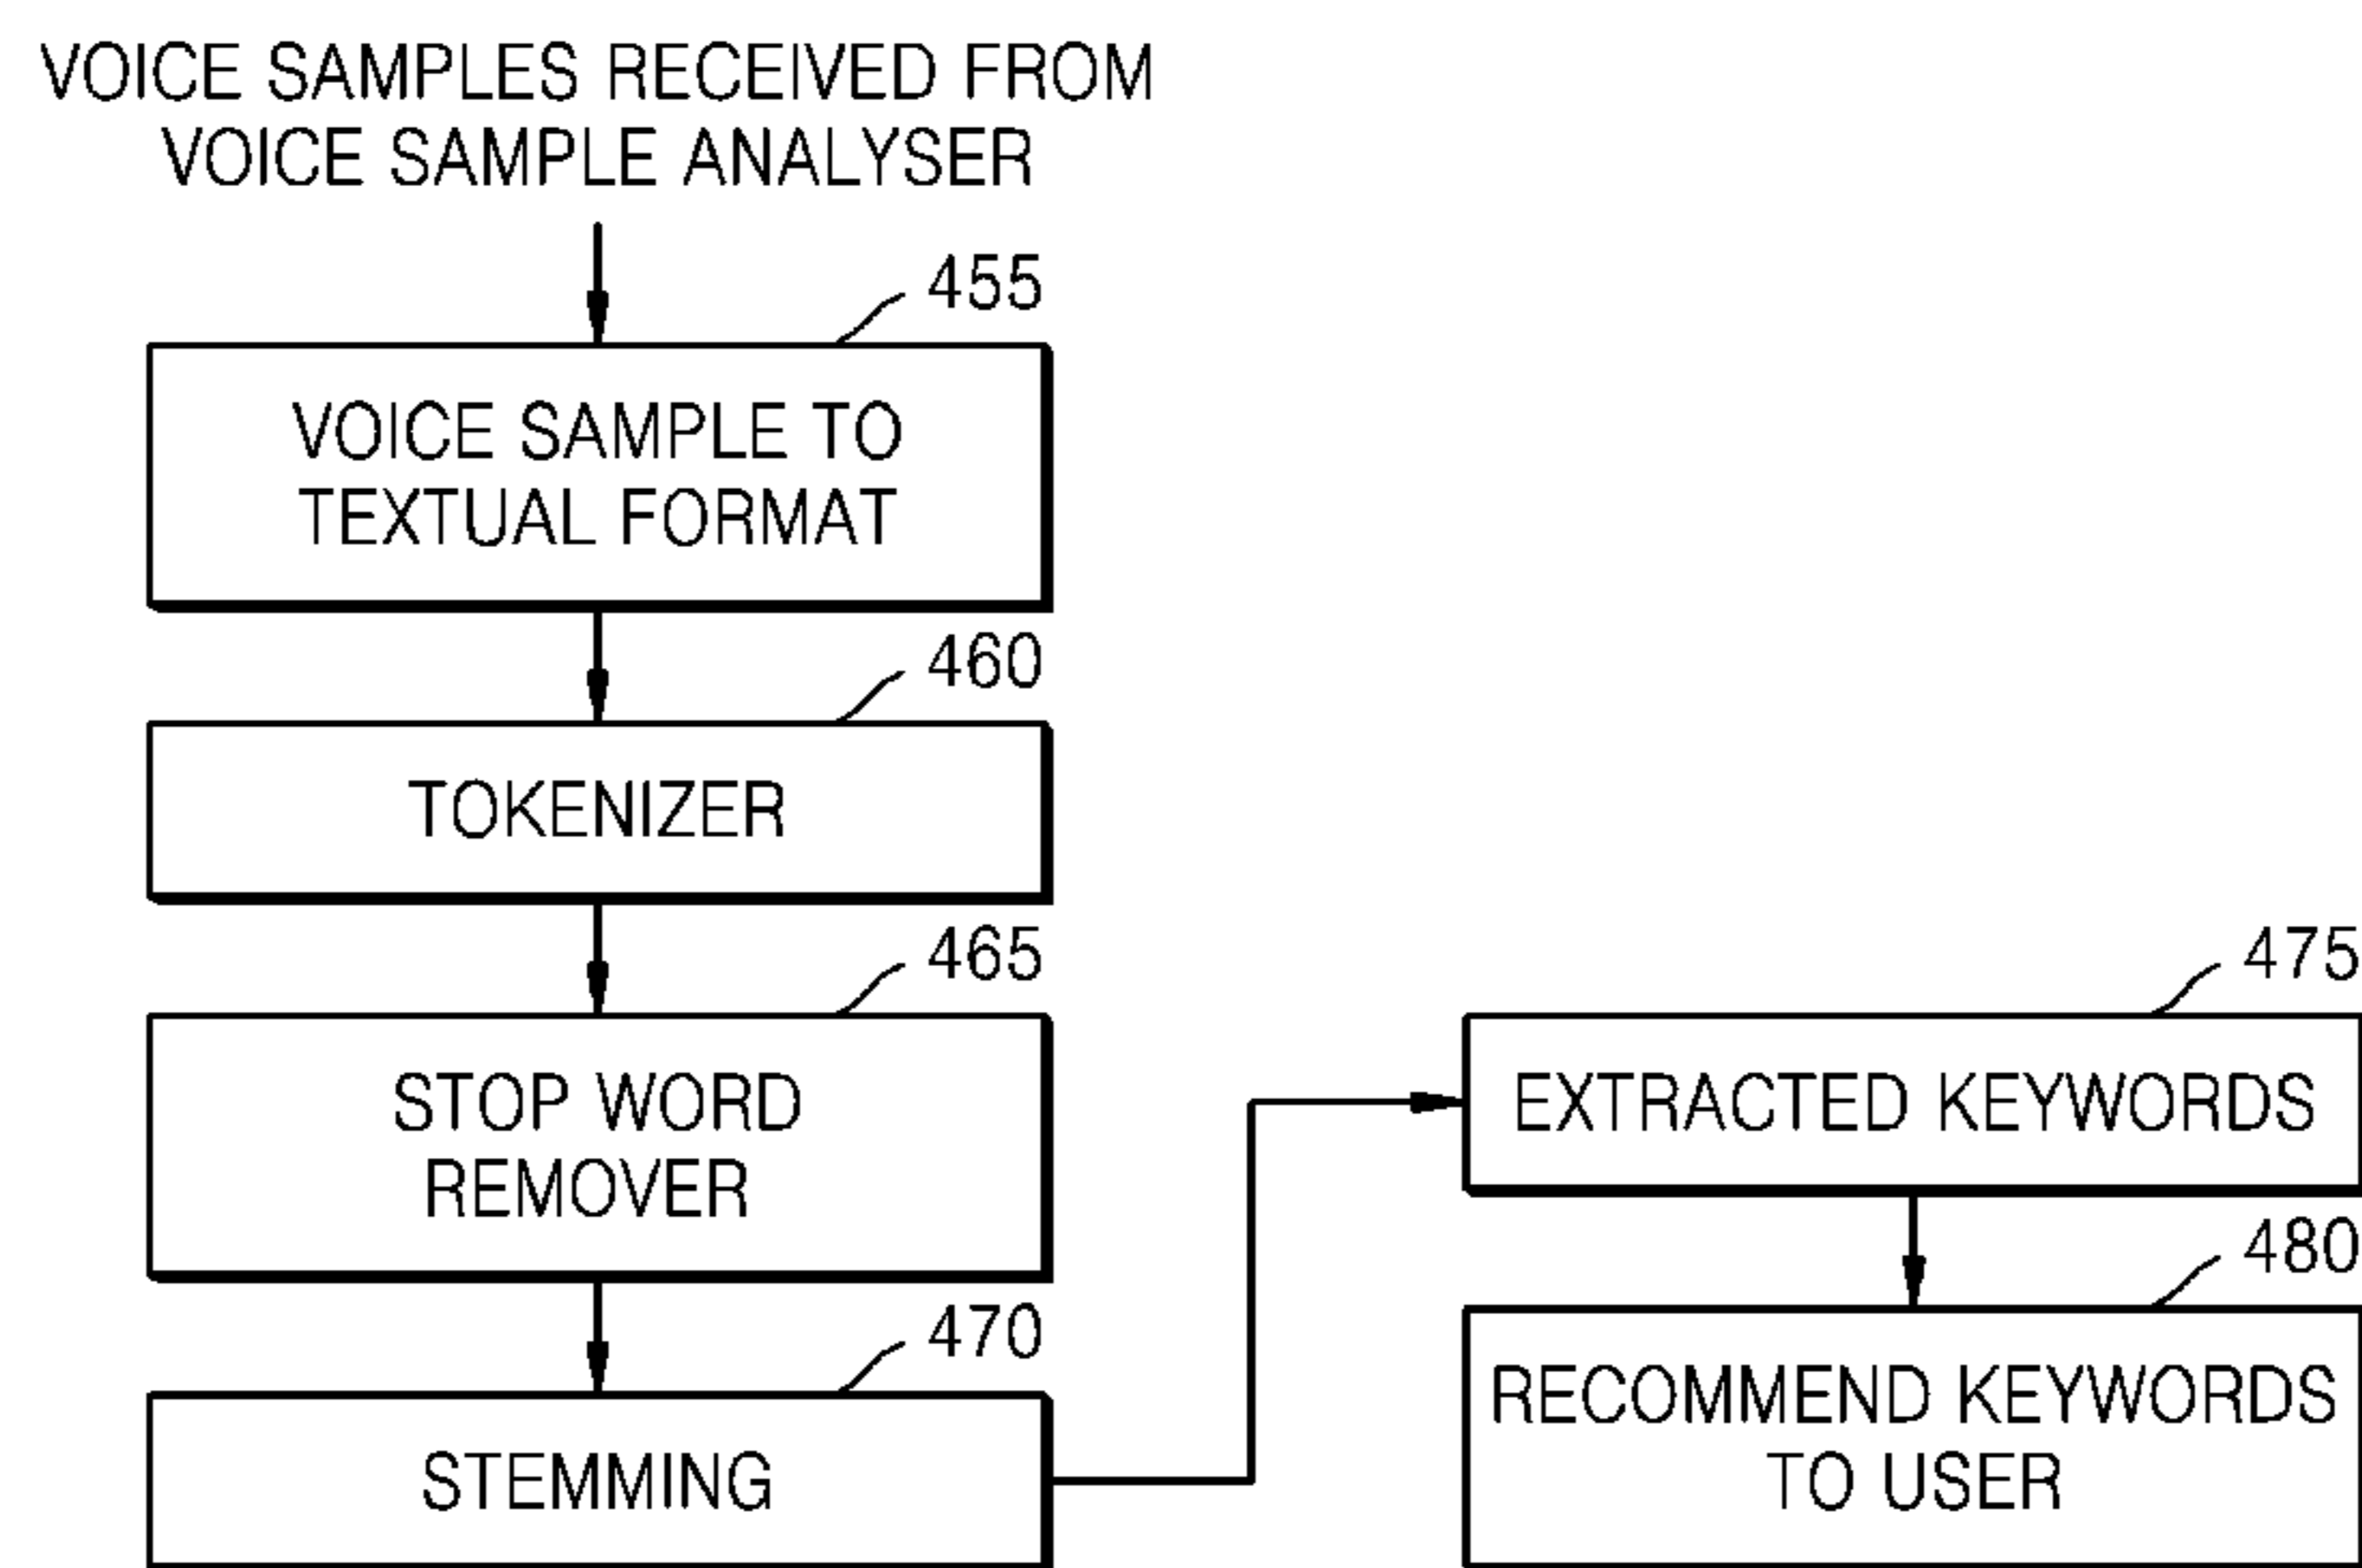 VOICE SAMPLES RECEIVED FROM
VOICE SAMPLE ANALYSER
455
VOICE SAMPLE TO
TEXTUAL FORMAT
460
TOKENIZER
465
STOP WORD
REMOVER
470
STEMMING
475
EXTRACTED KEYWORDS
480
RECOMMEND KEYWORDS
TO USER